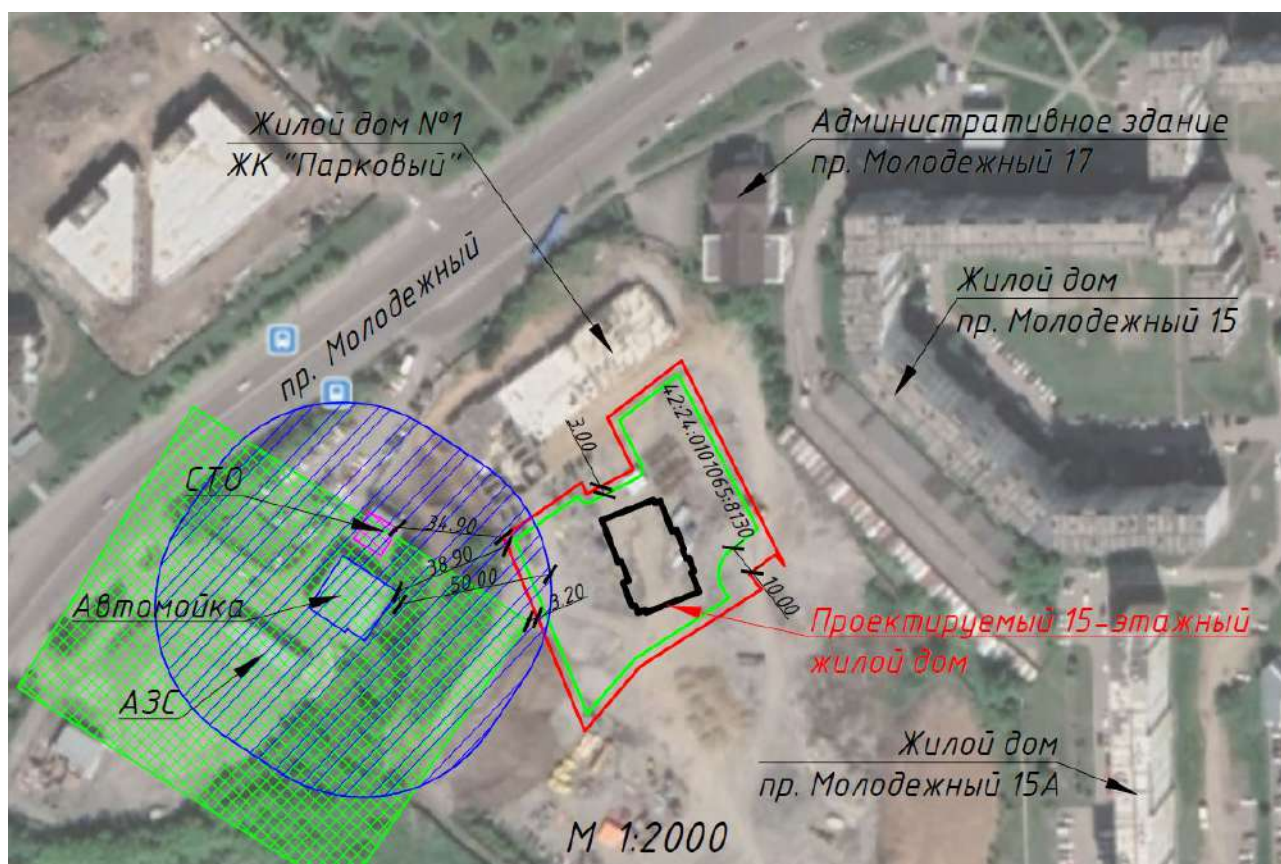 Жилой дом №1
ЖК "Парковый"
Административное здание
пр. Молодежный 17
Жилой дом
пр. Молодежный 15
пр. Молодежный
3.00
42:24:0101065:8130
СТО
34.90
38.90
50.00
3.20
10.00
Автомойка
АЗС
Проектируемый 15-этажный
жилой дом
Жилой дом
пр. Молодежный 15А
М 1:2000